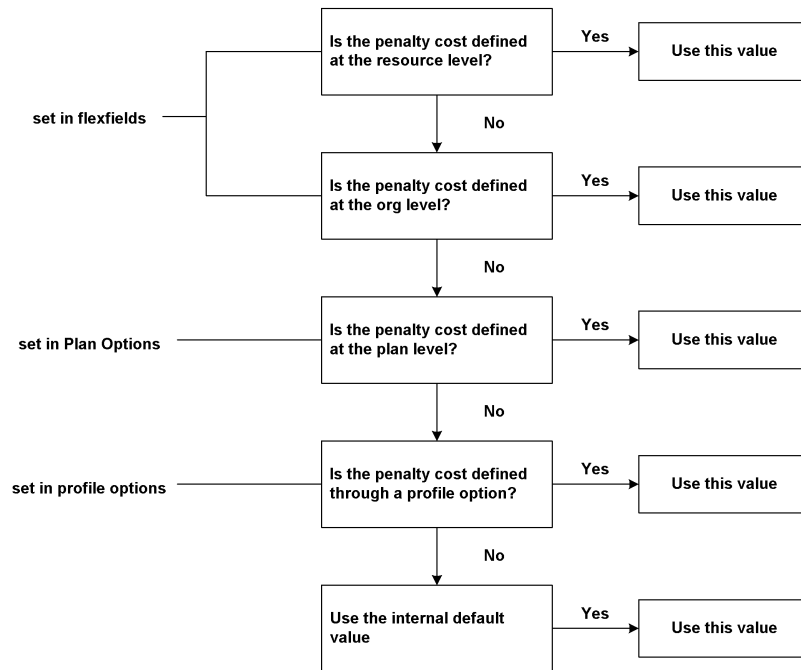 Is the penalty cost defined
at the resource level?
Yes
Use this value
set in flexfields
No
Is the penalty cost defined
at the org level?
Yes
Use this value
No
Is the penalty cost defined
at the plan level?
Yes
Use this value
set in Plan Options
No
Is the penalty cost defined
through a profile option?
Yes
Use this value
set in profile options
No
Use the internal default
value
Yes
Use this value